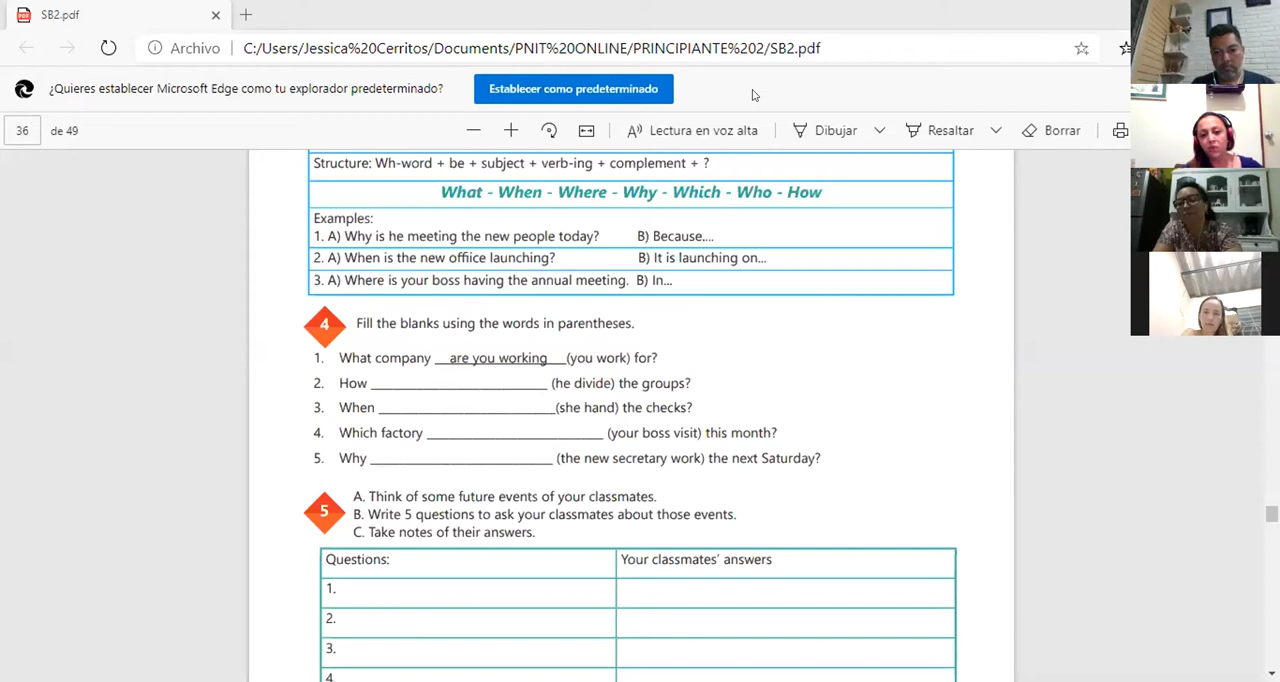 SB2.pdf
Archivo
C:/Users/Jessica%20Cerritos/Documents/PNIT%20ONLINE/PRINCIPIANTE%202/SB2.pdf
¿Quieres establecer Microsoft Edge como tu explorador predeterminado?
Establecer como predeterminado
36 de 49
Lectura en voz alta
Dibujar
Resaltar
Borrar
Structure: Wh-word + be + subject + verb-ing + complement + ?
What - When - Where - Why - Which - Who - How
Examples:
1. A) Why is he meeting the new people today? B) Because....
2. A) When is the new office launching? B) It is launching on...
3. A) Where is your boss having the annual meeting. B) In...
4 Fill the blanks using the words in parentheses.
1. What company __are you working___(you work) for?
2. How ________________________ (he divide) the groups?
3. When ________________________(she hand) the checks?
4. Which factory ________________________ (your boss visit) this month?
5. Why _________________________ (the new secretary work) the next Saturday?
5 A. Think of some future events of your classmates.
B. Write 5 questions to ask your classmates about those events.
C. Take notes of their answers.
Questions: Your classmates’ answers
1.
2.
3.
4.